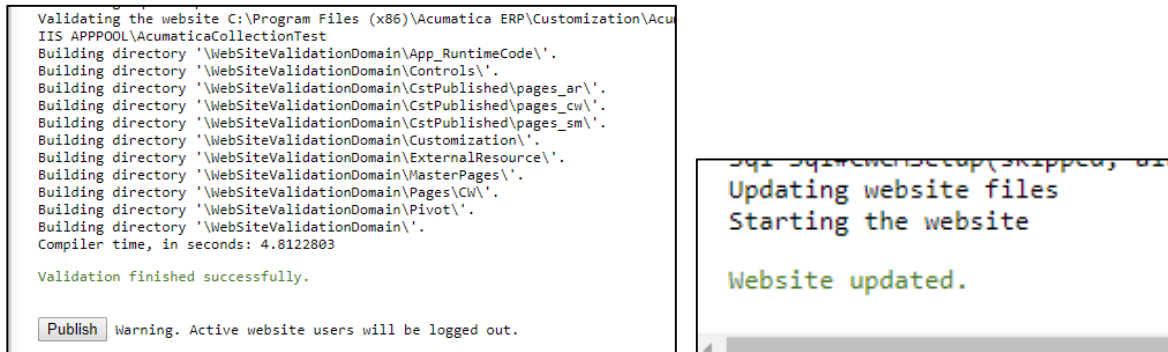 Validating the website C:\Program Files (x86)\Acumatica ERP\Customization\Acu
IIS APPPOOL\AcumaticaCollectionTest
Building directory '\WebSiteValidationDomain\App_RuntimeCode\'.
Building directory '\WebSiteValidationDomain\Controls\'.
Building directory '\WebSiteValidationDomain\CstPublished\pages_ar\'.
Building directory '\WebSiteValidationDomain\CstPublished\pages_cw\'.
Building directory '\WebSiteValidationDomain\CstPublished\pages_sm\'.
Building directory '\WebSiteValidationDomain\Customization\'.
Building directory '\WebSiteValidationDomain\ExternalResource\'.
Building directory '\WebSiteValidationDomain\MasterPages\'.
Building directory '\WebSiteValidationDomain\Pages\CW\'.
Building directory '\WebSiteValidationDomain\Pivot\'.
Building directory '\WebSiteValidationDomain\'.
Compiler time, in seconds: 4.8122803
Validation finished successfully.
Publish Warning. Active website users will be logged out.
Updating website files
Starting the website
Website updated.